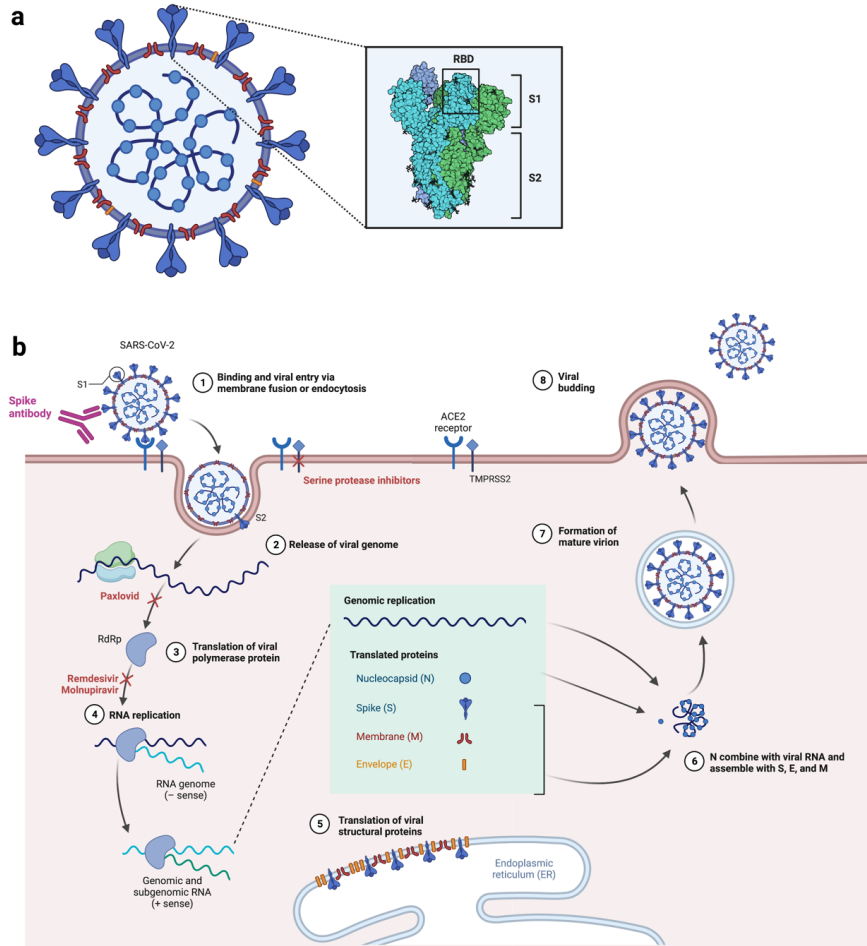 a
RBD
S1
S2
b
SARS-CoV-2
S1
Spike
antibody
1 Binding and viral entry via
membrane fusion or endocytosis
ACE2
receptor
TMPRSS2
Serine protease inhibitors
S2
2 Release of viral genome
Paxlovid
RdRp
3 Translation of viral
polymerase protein
Remdesivir
Molnupiravir
4 RNA replication
RNA genome
(– sense)
Genomic and
subgenomic RNA
(+ sense)
Genomic replication
Translated proteins
Nucleocapsid (N)
Spike (S)
Membrane (M)
Envelope (E)
5 Translation of viral
structural proteins
Endoplasmic
reticulum (ER)
6 N combine with viral RNA and
assemble with S, E, and M
7 Formation of
mature virion
8 Viral
budding